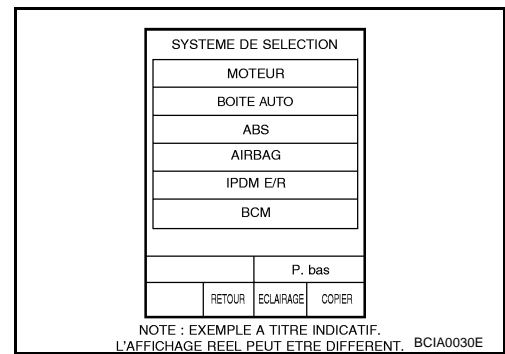 SYSTEME DE SELECTION
MOTEUR
BOITE AUTO
ABS
AIRBAG
IPDM E/R
BCM
P. bas
RETOUR ECLAIRAGE COPIER
NOTE : EXEMPLE A TITRE INDICATIF.
L'AFFICHAGE REEL PEUT ETRE DIFFERENT. BCIA0030E